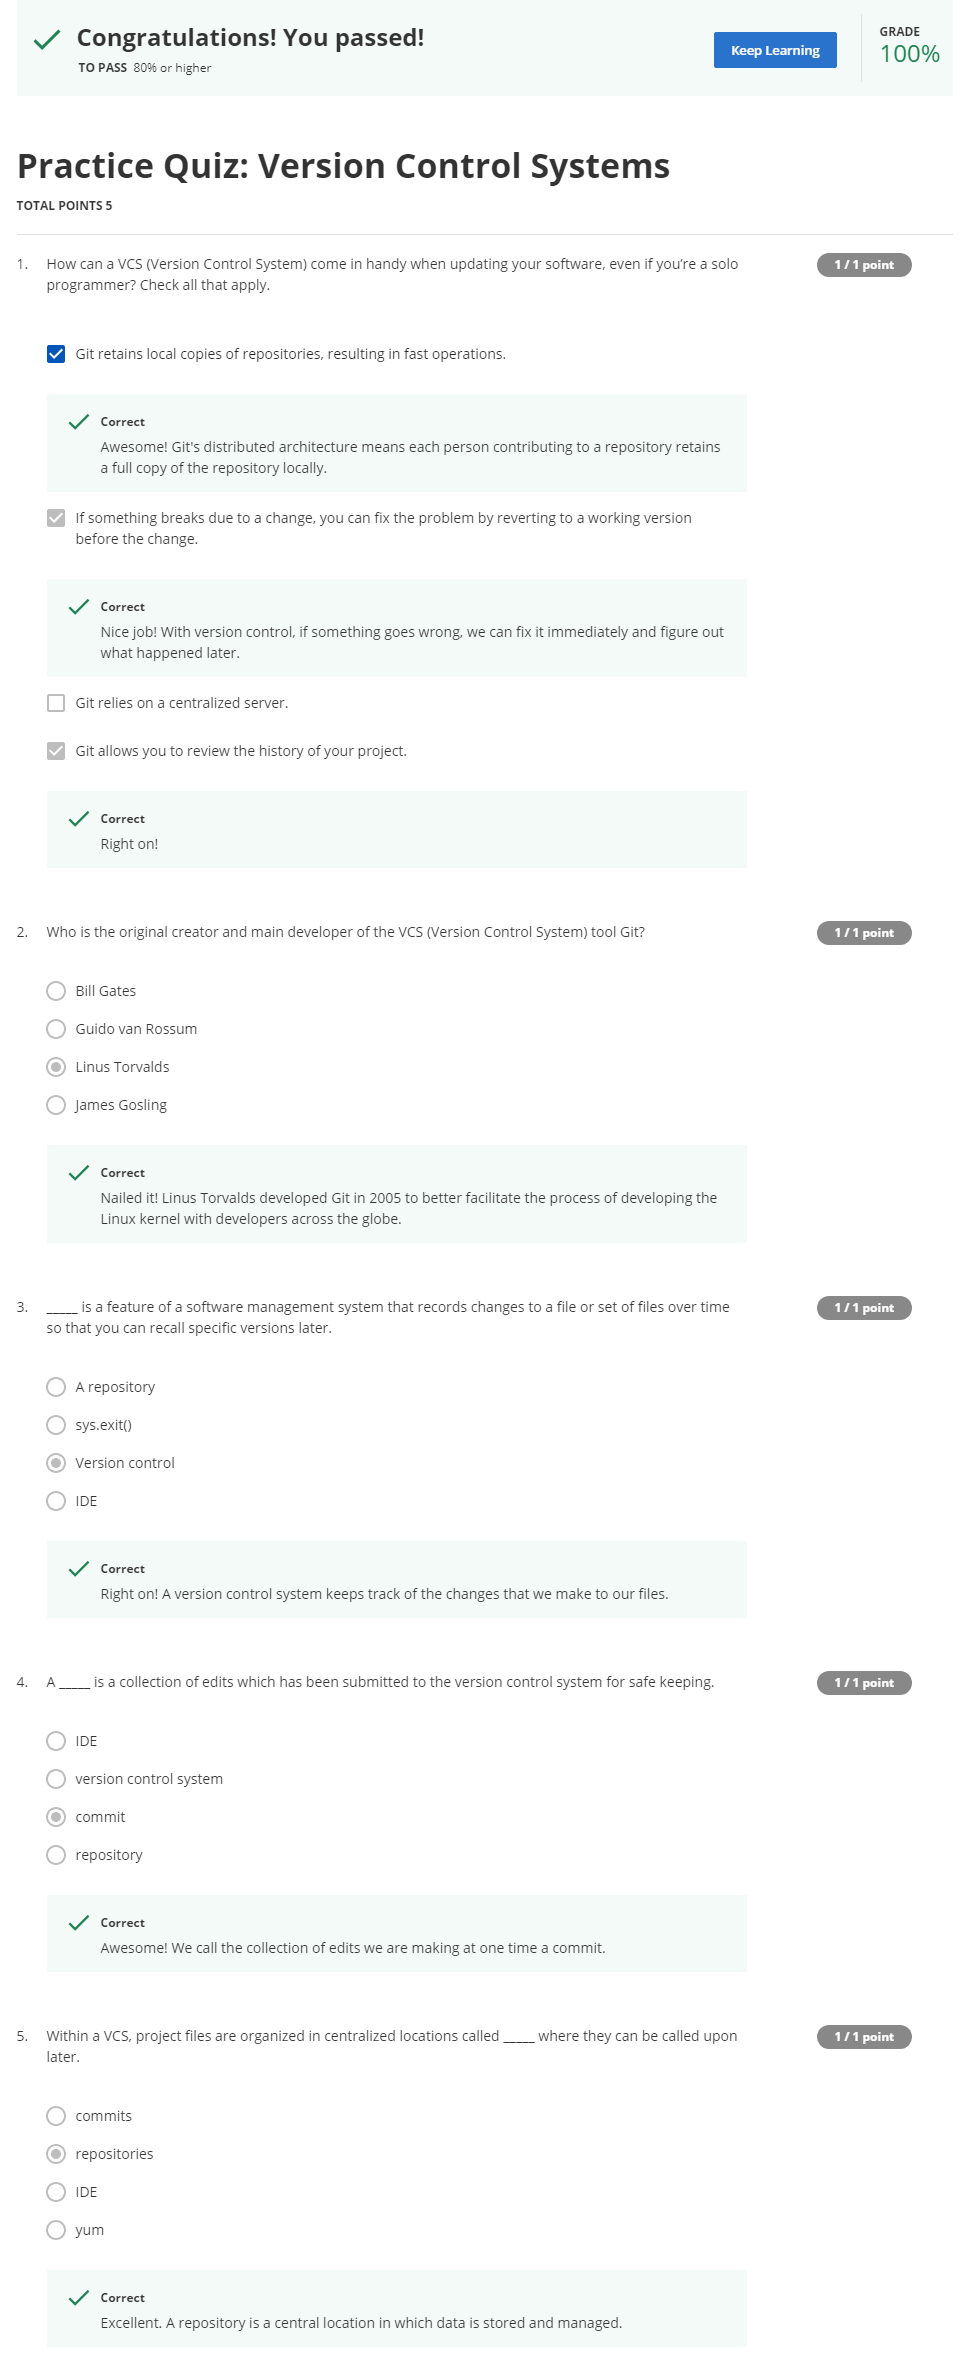 Congratulations! You passed!
TO PASS 80% or higher
Keep Learning
GRADE
100%
Practice Quiz: Version Control Systems
TOTAL POINTS 5
1. How can a VCS (Version Control System) come in handy when updating your software, even if you're a solo
programmer? Check all that apply.
1 / 1 point
Git retains local copies of repositories, resulting in fast operations.
Correct
Awesome! Git's distributed architecture means each person contributing to a repository retains
a full copy of the repository locally.
If something breaks due to a change, you can fix the problem by reverting to a working version
before the change.
Correct
Nice job! With version control, if something goes wrong, we can fix it immediately and figure out
what happened later.
Git relies on a centralized server.
Git allows you to review the history of your project.
Correct
Right on!
2. Who is the original creator and main developer of the VCS (Version Control System) tool Git?
1 / 1 point
Bill Gates
Guido van Rossum
Linus Torvalds
James Gosling
Correct
Nailed it! Linus Torvalds developed Git in 2005 to better facilitate the process of developing the
Linux kernel with developers across the globe.
3. _____ is a feature of a software management system that records changes to a file or set of files over time
so that you can recall specific versions later.
1 / 1 point
A repository
sys.exit()
Version control
IDE
Correct
Right on! A version control system keeps track of the changes that we make to our files.
4. A _____ is a collection of edits which has been submitted to the version control system for safe keeping.
1 / 1 point
IDE
version control system
commit
repository
Correct
Awesome! We call the collection of edits we are making at one time a commit.
5. Within a VCS, project files are organized in centralized locations called _____ where they can be called upon
later.
1 / 1 point
commits
repositories
IDE
yum
Correct
Excellent. A repository is a central location in which data is stored and managed.